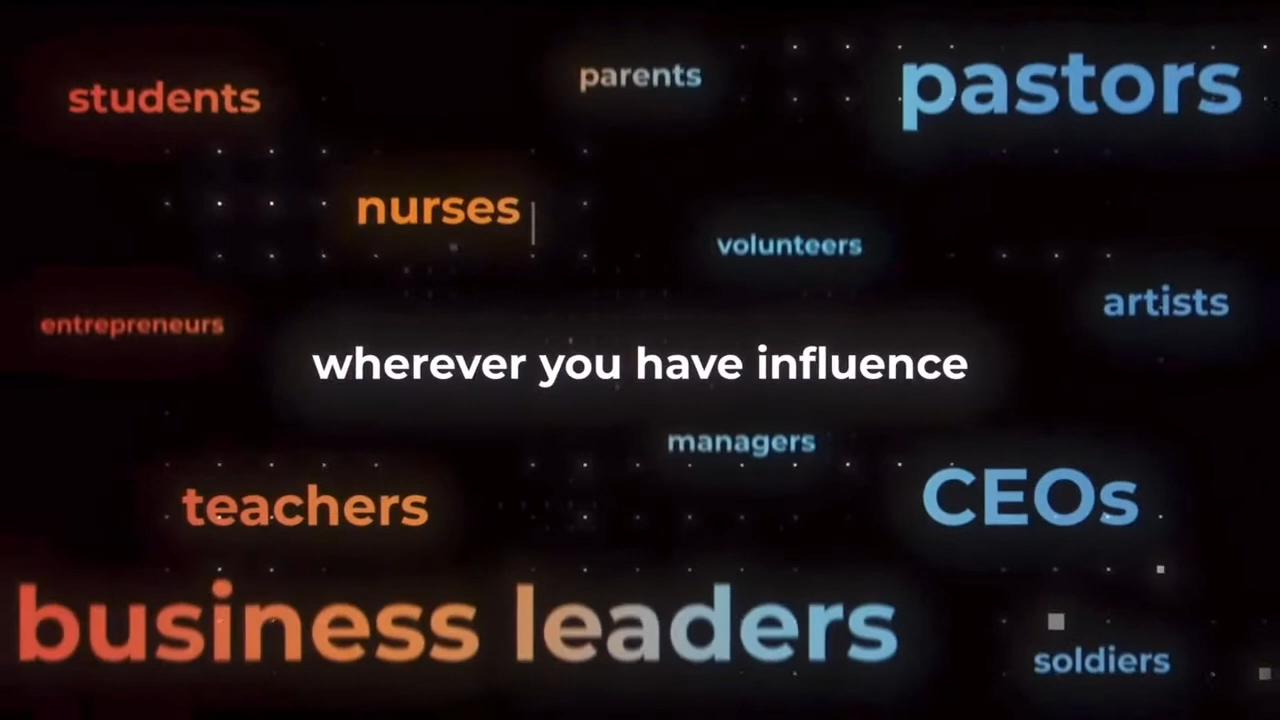 parents
pastors
students
nurses
volunteers
artists
entrepreneurs
wherever you have influence
managers
CEOs
teachers
business leaders
soldiers